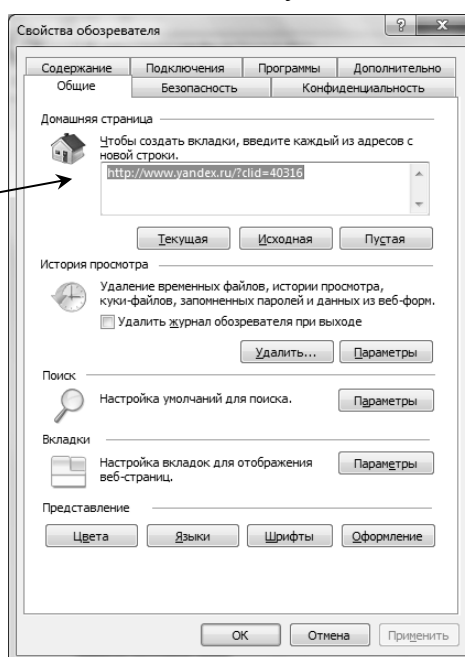 Свойства обозревателя
Содержание Подключения Программы Дополнительно
Общие Безопасность Конфиденциальность
Домашняя страница
Чтобы создать вкладки, введите каждый из адресов с
новой строки.
http://www.yandex.ru/?clid=40316
Текущая Исходная Пустая
История просмотра
Удаление временных файлов, истории просмотра,
куки-файлов, запомненных паролей и данных из веб-форм.
Удалить журнал обозревателя при выходе
Удалить... Параметры
Поиск
Настройка умолчаний для поиска. Параметры
Вкладки
Настройка вкладок для отображения Параметры
веб-страниц.
Представление
Цвета Языки Шрифты Оформление
ОК Отмена Применить